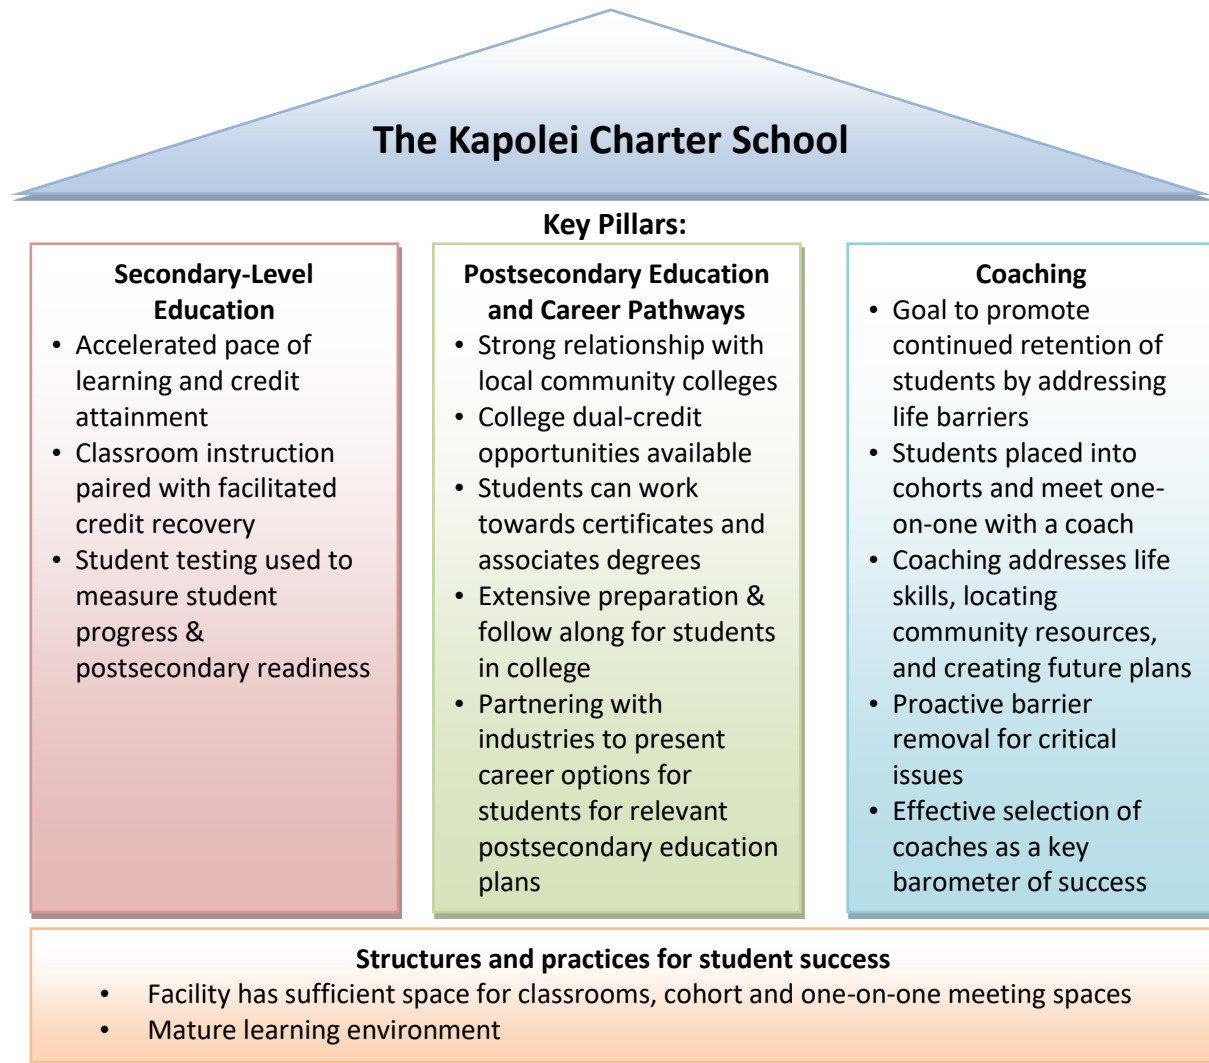 The Kapolei Charter School
Key Pillars:
Secondary-Level
Education
• Accelerated pace of
learning and credit
attainment
• Classroom instruction
paired with facilitated
credit recovery
• Student testing used to
measure student
progress &
postsecondary readiness
Postsecondary Education
and Career Pathways
• Strong relationship with
local community colleges
• College dual-credit
opportunities available
• Students can work
towards certificates and
associates degrees
• Extensive preparation &
follow along for students
in college
• Partnering with
industries to present
career options for
students for relevant
postsecondary education
plans
Coaching
• Goal to promote
continued retention of
students by addressing
life barriers
• Students placed into
cohorts and meet one-
on-one with a coach
• Coaching addresses life
skills, locating
community resources,
and creating future plans
• Proactive barrier
removal for critical
issues
• Effective selection of
coaches as a key
barometer of success
Structures and practices for student success
• Facility has sufficient space for classrooms, cohort and one-on-one meeting spaces
• Mature learning environment